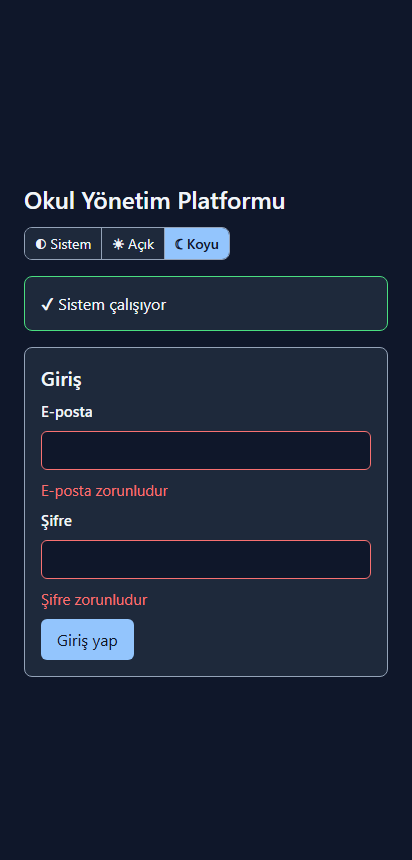 Okul Yönetim Platformu
◐ Sistem ☀ Açık ☾ Koyu
✓ Sistem çalışıyor
Giriş
E-posta
E-posta zorunludur
Şifre
Şifre zorunludur
Giriş yap